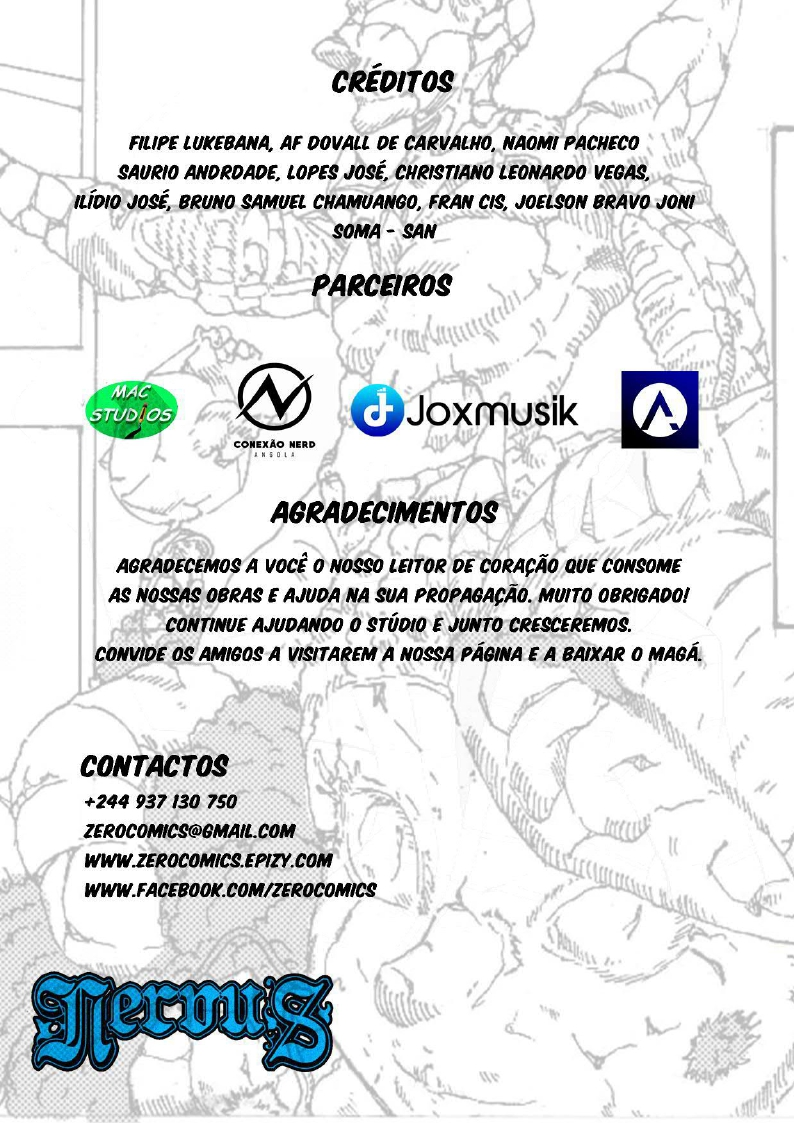 CRÉDITOS
FILIPE LUKEBANA, AF DOVALL DE CARVALHO, NAOMI PACHECO
SAURIO ANDRDADE, LOPES JOSÉ, CHRISTIANO LEONARDO VEGAS,
ILÍDIO JOSÉ, BRUNO SAMUEL CHAMUANGO, FRAN CIS, JOELSON BRAVO JONI
SOMA - SAN
PARCEIROS
MAC
STUDIOS
CONEXÃO NERD
ANGOLA
Joxmusik
AGRADECIMENTOS
AGRADECEMOS A VOCÊ O NOSSO LEITOR DE CORAÇÃO QUE CONSOME
AS NOSSAS OBRAS E AJUDA NA SUA PROPAGAÇÃO. MUITO OBRIGADO!
CONTINUE AJUDANDO O STÚDIO E JUNTO CRESCEREMOS.
CONVIDE OS AMIGOS A VISITAREM A NOSSA PÁGINA E A BAIXAR O MAGÁ.
CONTACTOS
+244 937 130 750
ZEROCOMICS@GMAIL.COM
WWW.ZEROCOMICS.EPIZY.COM
WWW.FACEBOOK.COM/ZEROCOMICS
Nervus